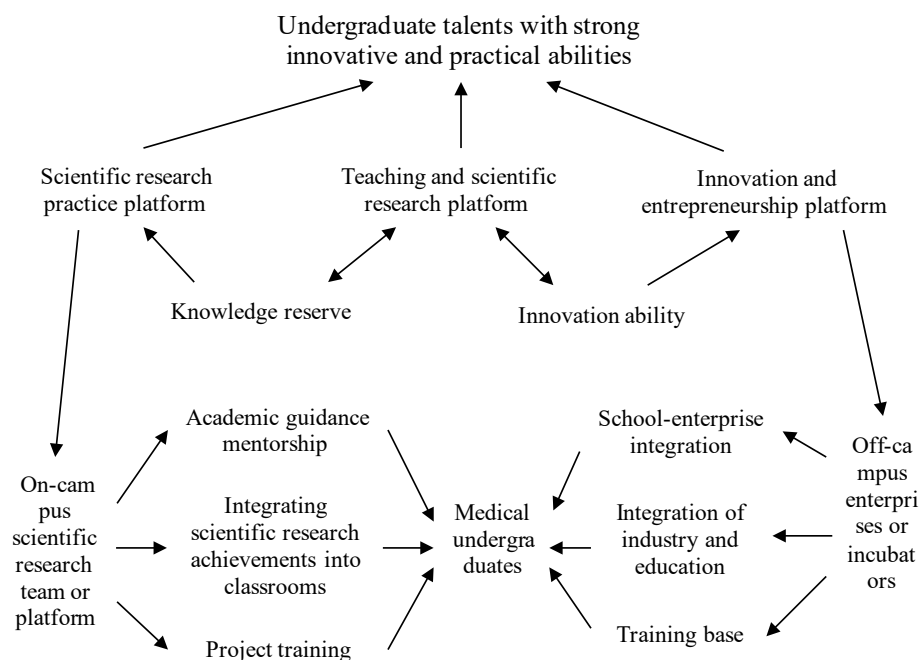 Undergraduate talents with strong
innovative and practical abilities
Scientific research
practice platform
Teaching and scientific
research platform
Innovation and
entrepreneurship platform
Knowledge reserve
Innovation ability
Academic guidance
mentorship
School-enterprise
integration
On-cam
pus
scientific
research
team or
platform
Integrating
scientific research
achievements into
classrooms
Medical
undergra
duates
Integration of
industry and
education
Off-ca
mpus
enterpri
ses or
incubat
ors
Project training
Training base